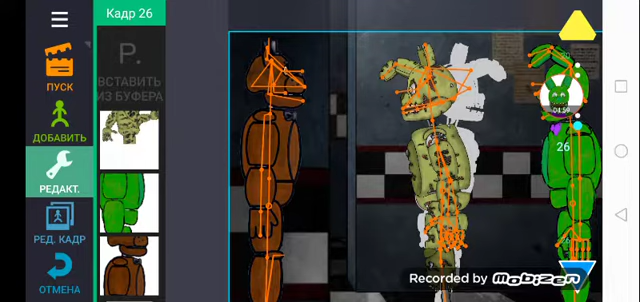 Кадр 26
Р.
ВСТАВИТЬ
ИЗ БУФЕРА
ПУСК
ДОБАВИТЬ
РЕДАКТ.
РЕД. КАДР
ОТМЕНА
04:59
26
Recorded by mobizen